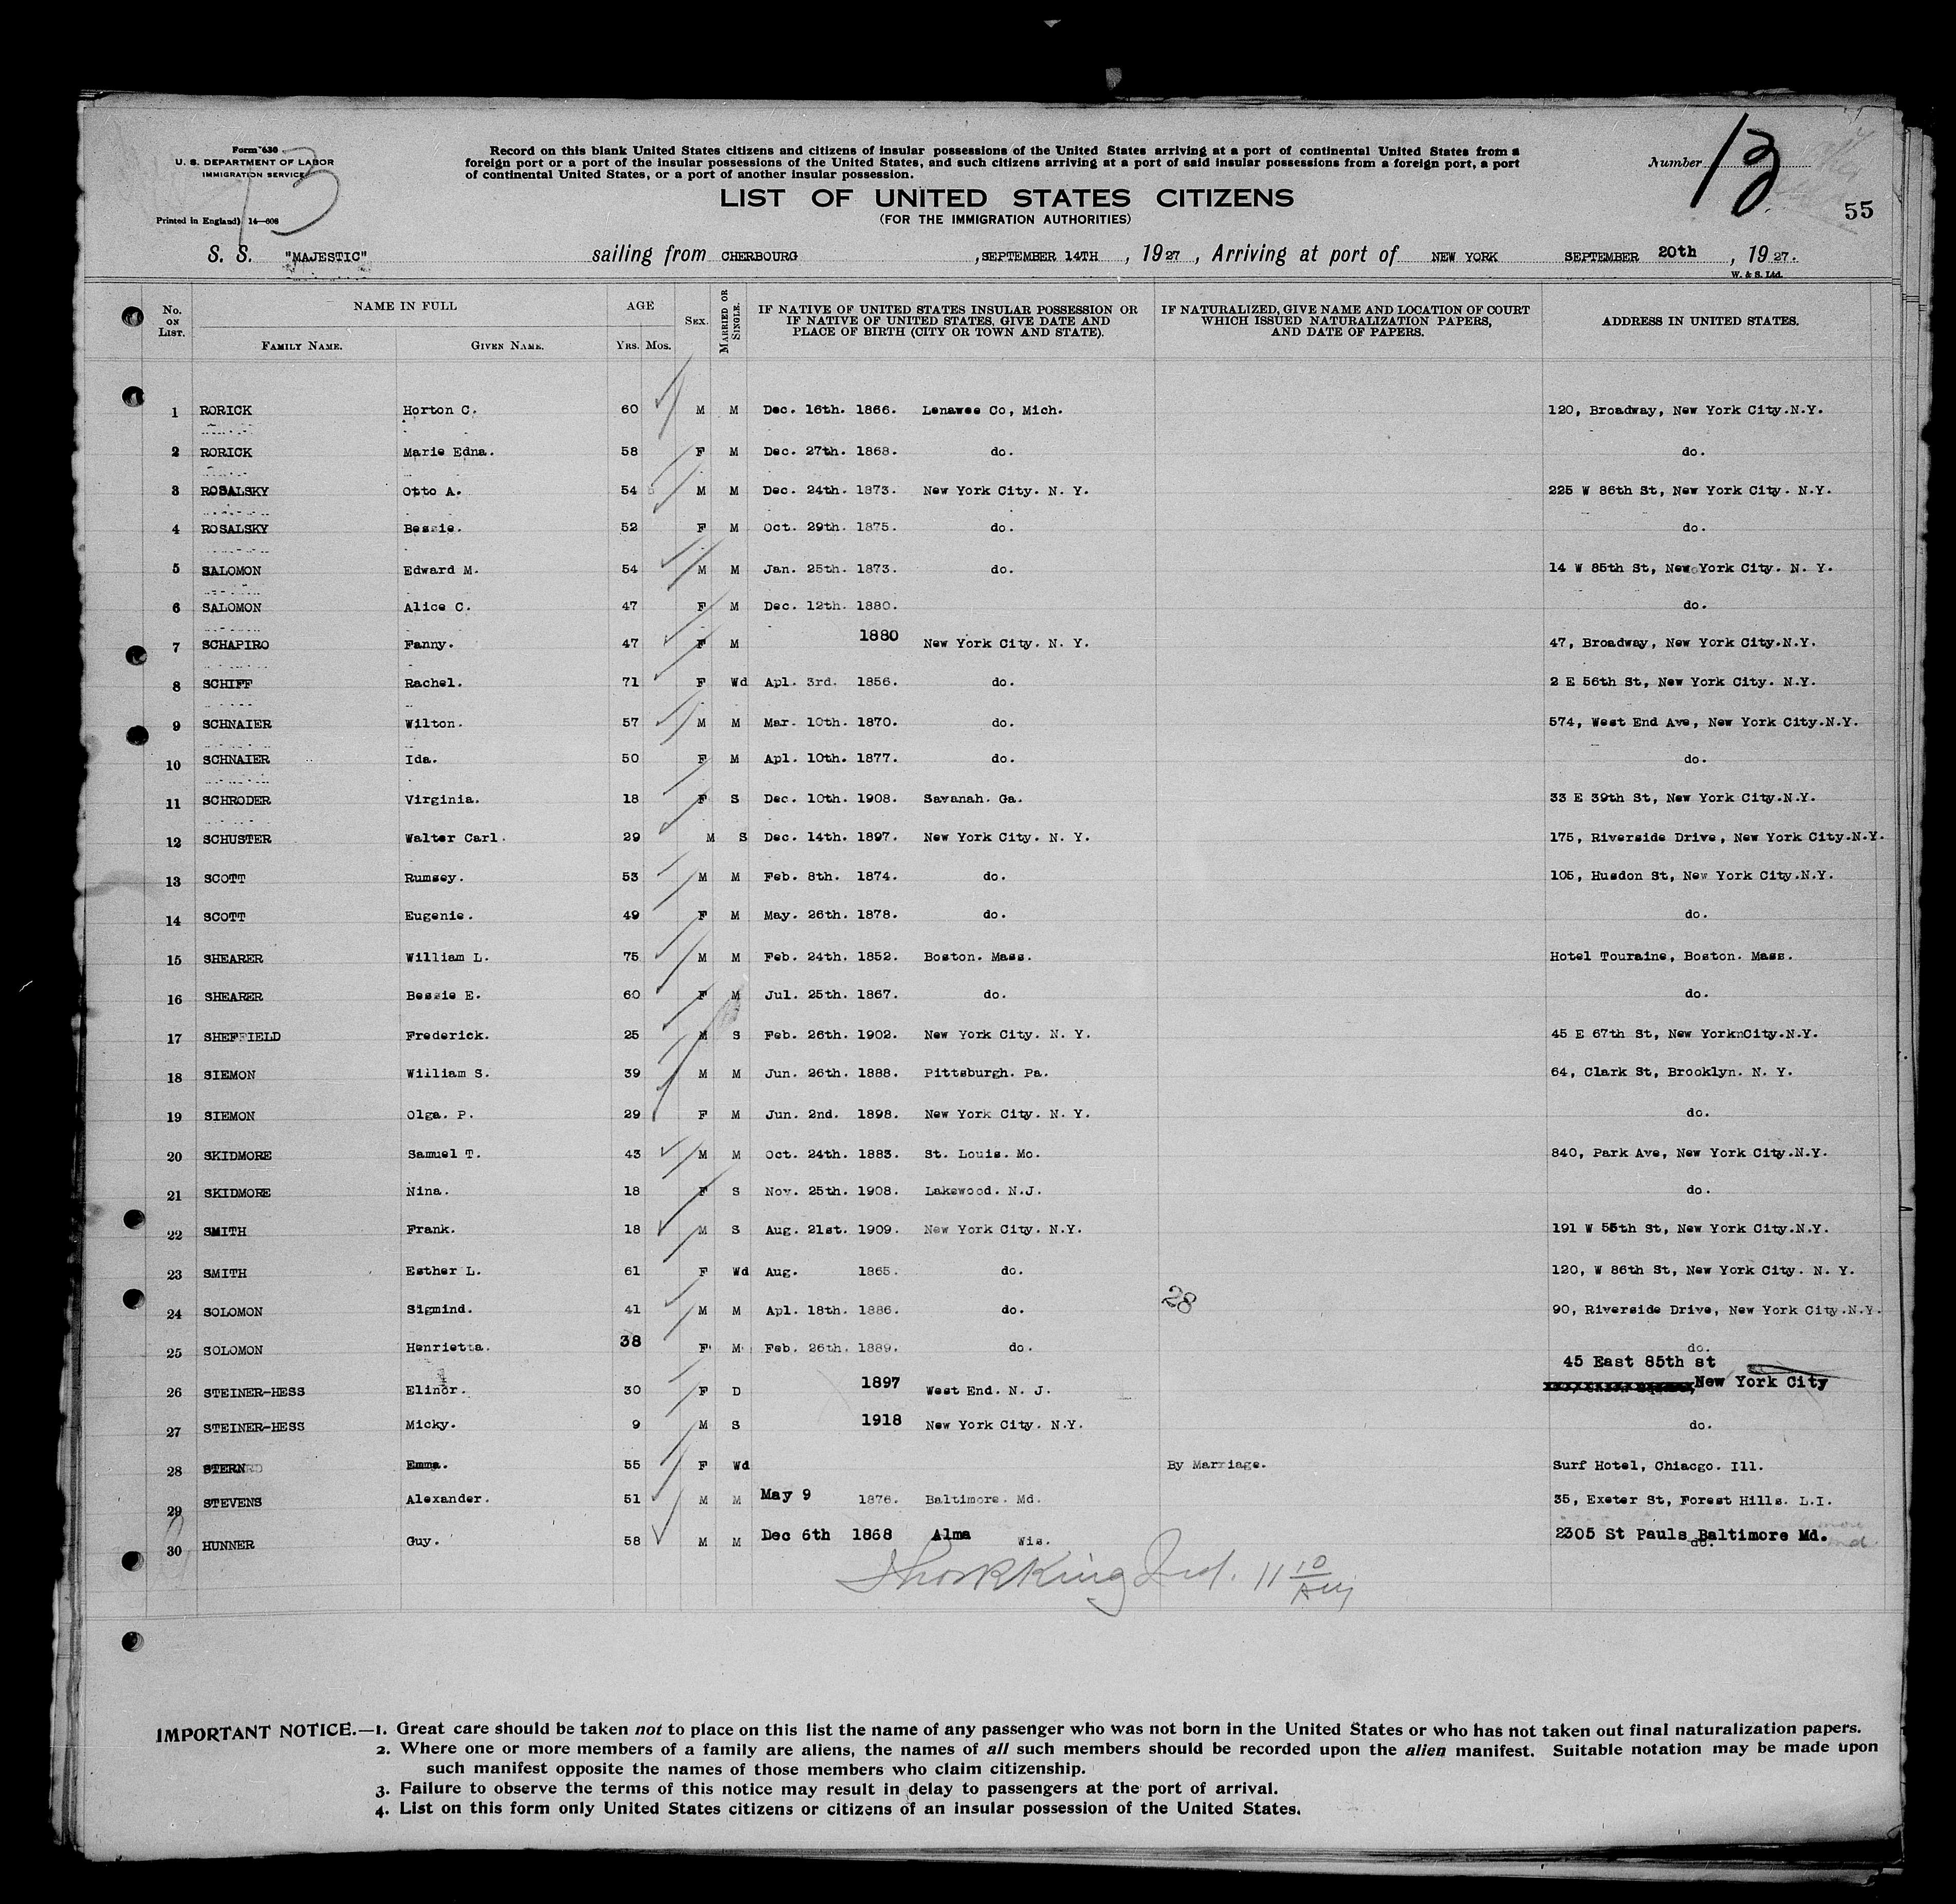 Form 630
U. S. DEPARTMENT OF LABOR
IMMIGRATION SERVICE
Printed in England) 14—608
13
Record on this blank United States citizens and citizens of insular possessions of the United States arriving at a port of continental United States from a
foreign port or a port of the insular possessions of the United States, and such citizens arriving at a port of said insular possessions from a foreign port, a port
of continental United States, or a port of another insular possession.
LIST OF UNITED STATES CITIZENS
(FOR THE IMMIGRATION AUTHORITIES)
Number 13
55
S. S. "MAJESTIC" sailing from CHERBOURG ,SEPTEMBER 14TH , 1927 , Arriving at port of NEW YORK SEPTEMBER 20th , 1927.
W. & S. Ltd.
No. ON LIST. NAME IN FULL FAMILY NAME. GIVEN NAME. AGE YRS. MOS. SEX. MARRIED OR SINGLE. IF NATIVE OF UNITED STATES INSULAR POSSESSION OR IF NATIVE OF UNITED STATES, GIVE DATE AND PLACE OF BIRTH (CITY OR TOWN AND STATE). IF NATURALIZED, GIVE NAME AND LOCATION OF COURT WHICH ISSUED NATURALIZATION PAPERS, AND DATE OF PAPERS. ADDRESS IN UNITED STATES.
1 RORICK Horton C. 60 M M Dec. 16th. 1866. Lenawee Co, Mich. 120, Broadway, New York City.N.Y.
2 RORICK Marie Edna. 58 F M Dec. 27th. 1868. do. do.
3 ROSALSKY Otto A. 54 M M Dec. 24th. 1873. New York City. N. Y. 225 W 86th St, New York City. N.Y.
4 ROSALSKY Bessie. 52 F M Oct. 29th. 1875. do. do.
5 SALOMON Edward M. 54 M M Jan. 25th. 1873. do. 14 W 85th St, New York City. N. Y.
6 SALOMON Alice C. 47 F M Dec. 12th. 1880. do.
7 SCHAPIRO Fanny. 47 F M 1880 New York City. N. Y. 47, Broadway, New York City.N.Y.
8 SCHIFF Rachel. 71 F Wd Apl. 3rd. 1856. do. 2 E 56th St, New York City. N.Y.
9 SCHNAIER Wilton. 57 M M Mar. 10th. 1870. do. 574, West End Ave, New York City.N.Y.
10 SCHNAIER Ida. 50 F M Apl. 10th. 1877. do. do.
11 SCHRODER Virginia. 18 F S Dec. 10th. 1908. Savanah. Ga. 33 E 39th St, New York City.N.Y.
12 SCHUSTER Walter Carl. 29 M S Dec. 14th. 1897. New York City. N. Y. 175, Riverside Drive, New York City.N.Y.
13 SCOTT Rumsey. 53 M M Feb. 8th. 1874. do. 105, Husdon St, New York City.N.Y.
14 SCOTT Eugenie. 49 F M May. 26th. 1878. do. do.
15 SHEARER William L. 75 M M Feb. 24th. 1852. Boston. Mass. Hotel Touraine, Boston. Mass.
16 SHEARER Bessie E. 60 F M Jul. 25th. 1867. do. do.
17 SHEFFIELD Frederick. 25 M S Feb. 26th. 1902. New York City. N. Y. 45 E 67th St, New YorknCity.N.Y.
18 SIEMON William S. 39 M M Jun. 26th. 1888. Pittsburgh. Pa. 64, Clark St, Brooklyn. N. Y.
19 SIEMON Olga. P. 29 F M Jun. 2nd. 1898. New York City. N. Y. do.
20 SKIDMORE Samuel T. 43 M M Oct. 24th. 1883. St. Louis. Mo. 840, Park Ave, New York City.N.Y.
21 SKIDMORE Nina. 18 F S Nov. 25th. 1908. Lakewood. N.J. do.
22 SMITH Frank. 18 M S Aug. 21st. 1909. New York City. N.Y. 191 W 55th St, New York City.N.Y.
23 SMITH Esther L. 61 F Wd Aug. 1865. do. 120, W 86th St, New York City. N. Y.
24 SOLOMON Sigmind. 41 M M Apl. 18th. 1886. do. 28 90, Riverside Drive, New York City.N.Y.
25 SOLOMON Henrietta. 38 F M Feb. 26th. 1889. do. do.
45 East 85th st
26 STEINER-HESS Elinor. 30 F D 1897 West End. N. J. New York City
27 STEINER-HESS Micky. 9 M S 1918 New York City. N.Y. do.
28 STERN Emma. 55 F Wd By Marriage. Surf Hotel, Chiacgo. Ill.
29 STEVENS Alexander. 51 M M May 9 1876. Baltimore. Md. 35, Exeter St, Forest Hills. L.I.
30 HUNNER Guy. 58 M M Dec 6th 1868 Alma Wis. 2305 St Pauls Baltimore Md.
do.
IMPORTANT NOTICE.—1. Great care should be taken not to place on this list the name of any passenger who was not born in the United States or who has not taken out final naturalization papers.
2. Where one or more members of a family are aliens, the names of all such members should be recorded upon the alien manifest. Suitable notation may be made upon
such manifest opposite the names of those members who claim citizenship.
3. Failure to observe the terms of this notice may result in delay to passengers at the port of arrival.
4. List on this form only United States citizens or citizens of an insular possession of the United States.